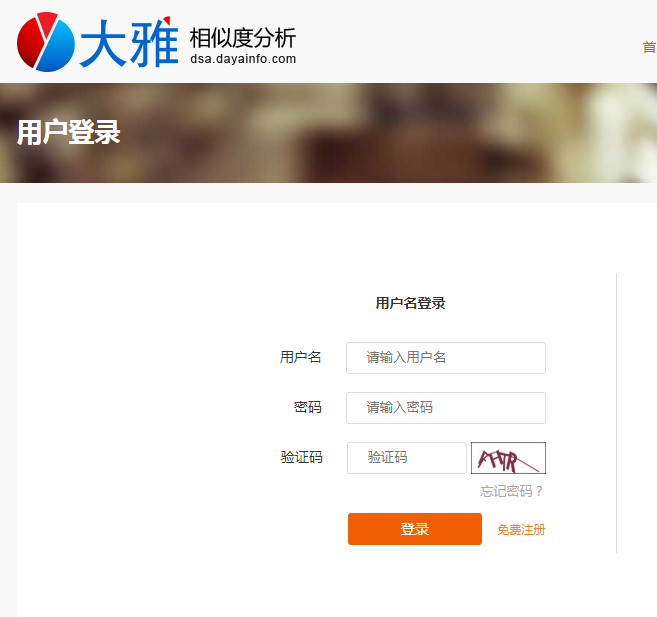 大雅 相似度分析
dsa.dayainfo.com
首
用户登录
用户名登录
用户名 请输入用户名
密码 请输入密码
验证码 验证码
忘记密码？
登录 免费注册